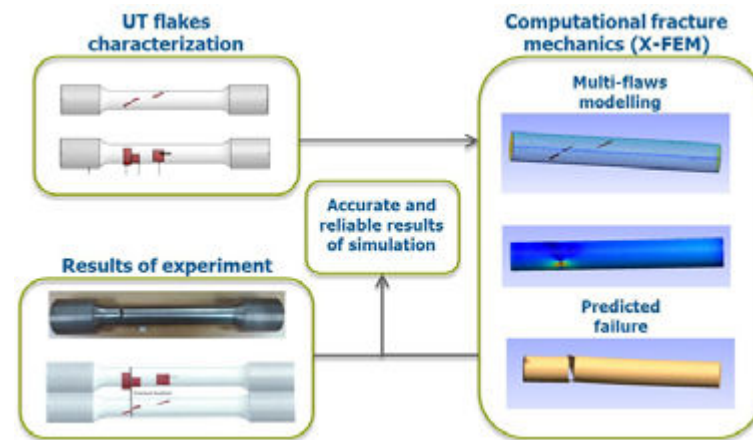 UT flakes
characterization
Computational fracture
mechanics (X-FEM)
Multi-flaws
modelling
Accurate and
reliable results
of simulation
Results of experiment
Predicted
failure